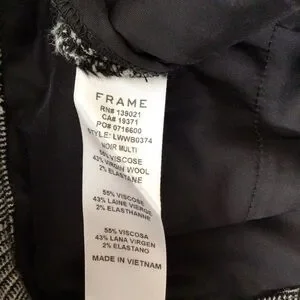 FRAME
RN# 139021
CA# 19371
PO# 0716600
STYLE: LWWB0374
NOIR MULTI
55% VISCOSE
43% VIRGIN WOOL
2% ELASTANE
55% VISCOSE
43% LAINE VIERGE
2% ELASTHANNE
55% VISCOSA
43% LANA VIRGEN
2% ELASTANO
MADE IN VIETNAM